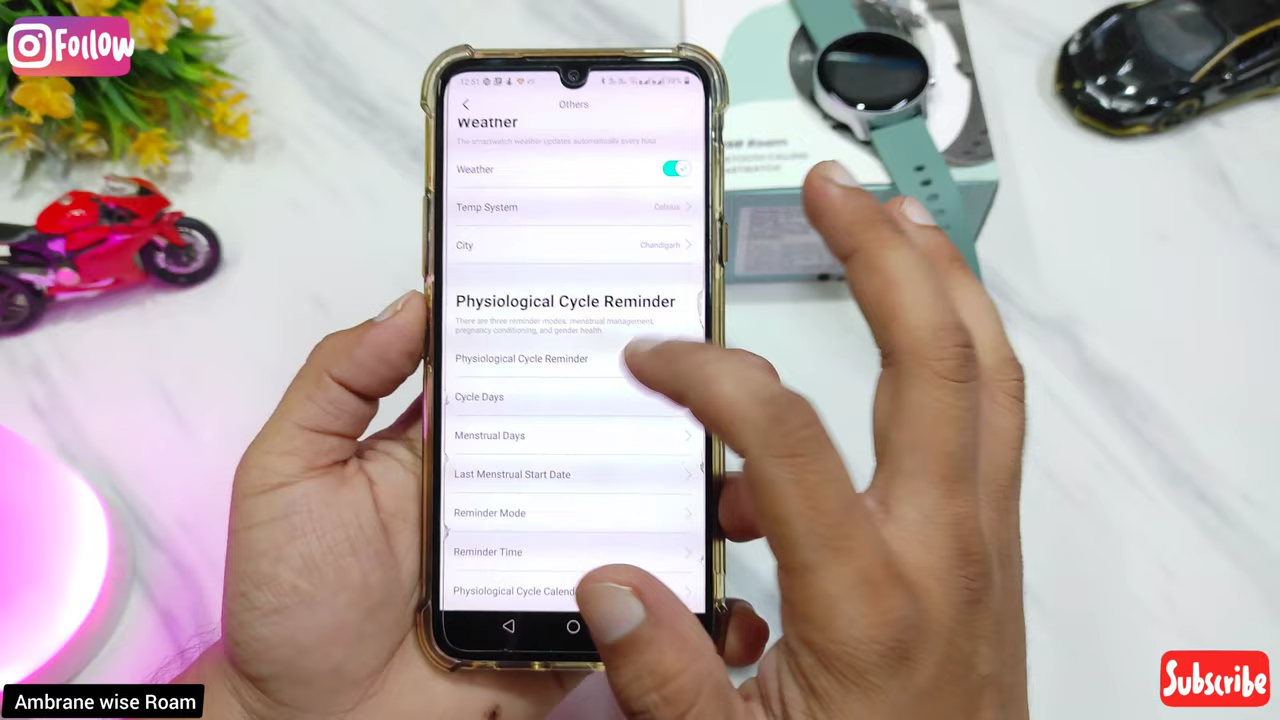 Follow
12:51
Others
Weather
The smartwatch weather updates automatically every hour
Weather
Temp System
Celsius
City
Chandigarh
Physiological Cycle Reminder
There are three reminder modes: menstrual management,
pregnancy conditioning, and gender health.
Physiological Cycle Reminder
Cycle Days
Menstrual Days
Last Menstrual Start Date
Reminder Mode
Reminder Time
Physiological Cycle Calend
Roam
Subscribe
Ambrane wise Roam